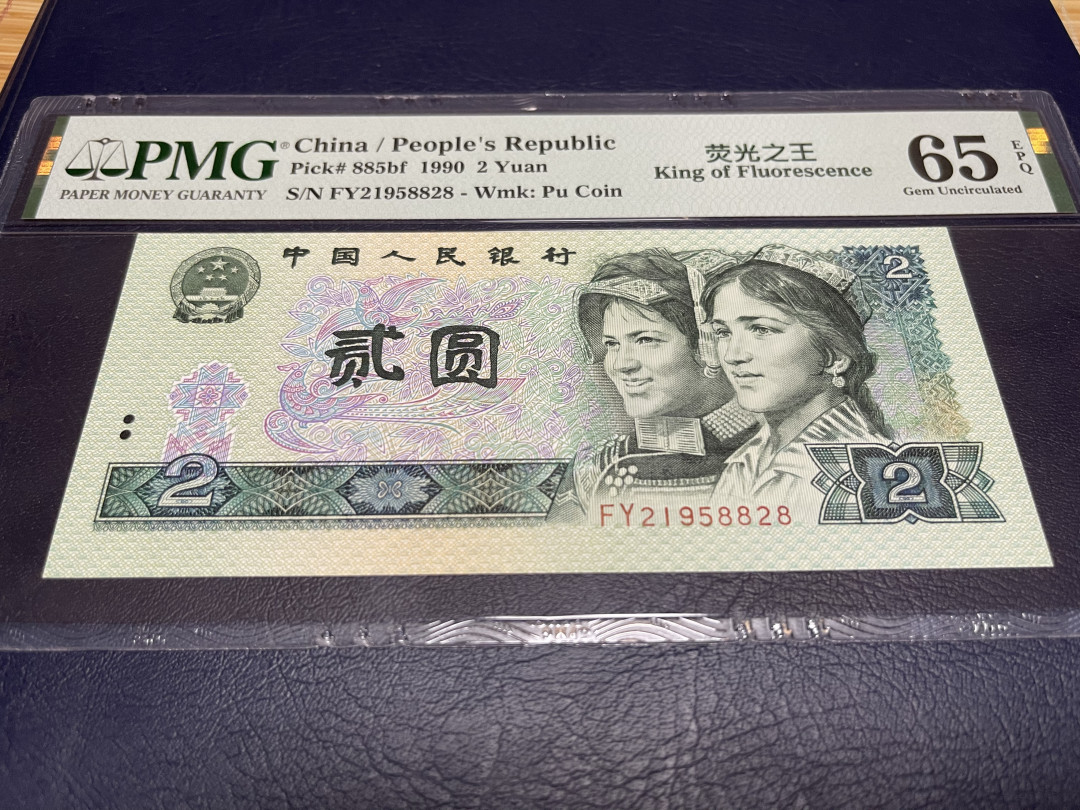 PMG® China / People's Republic
PAPER MONEY GUARANTY
Pick# 885bf 1990 2 Yuan
S/N FY21958828 - Wmk: Pu Coin
荧光之王
King of Fluorescence
65 EPQ
Gem Uncirculated
中国人民银行
2
贰圆
2
2
FY21958828